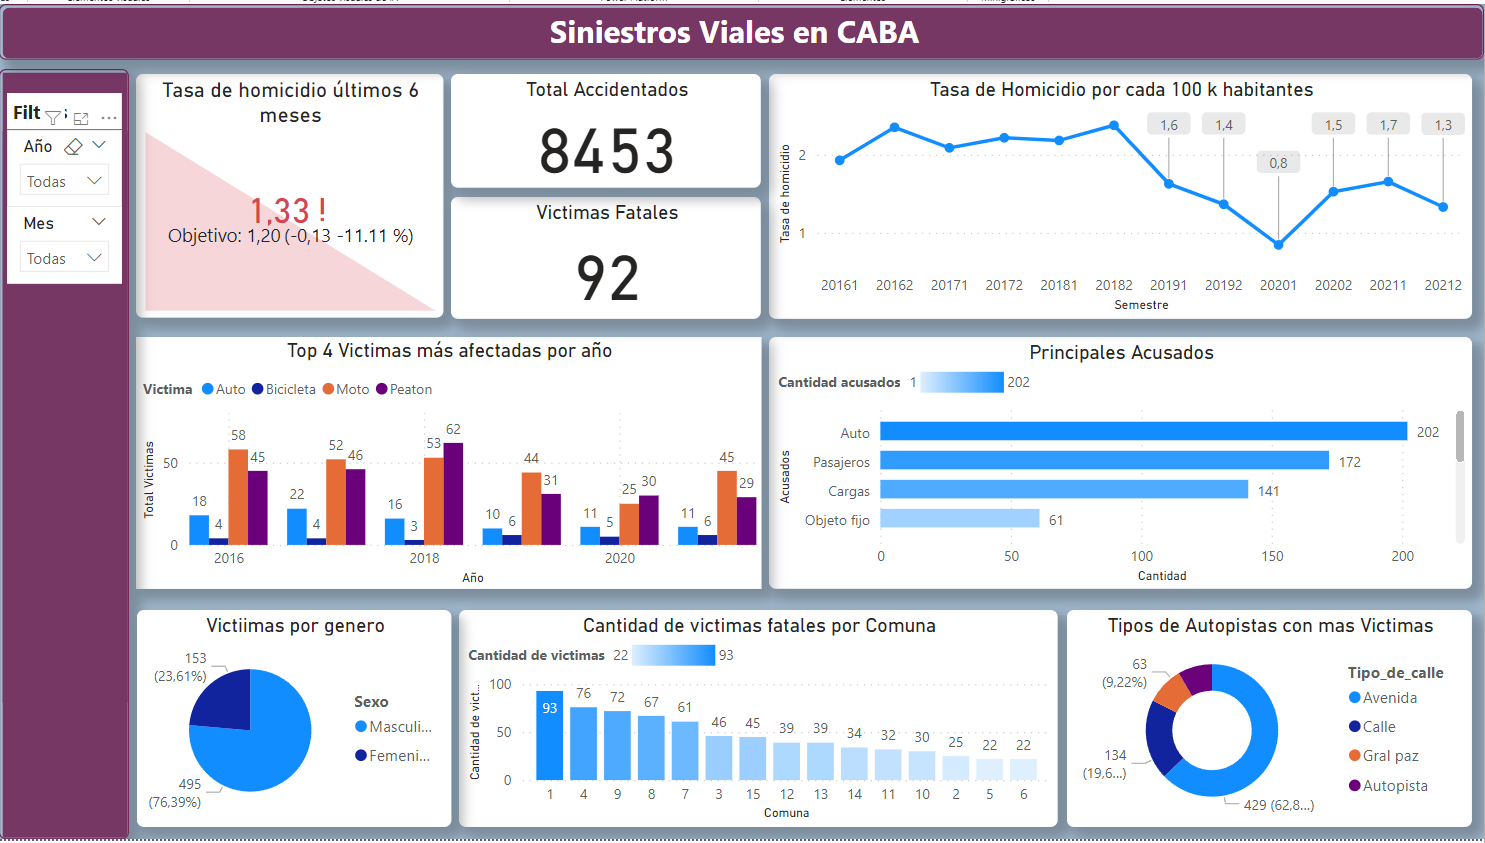 Siniestros Viales en CABA
Filt
Año
Todas
Mes
Todas
Tasa de homicidio últimos 6
meses
1,33 !
Objetivo: 1,20 (-0,13 -11.11 %)
Total Accidentados
8453
Victimas Fatales
92
Tasa de Homicidio por cada 100 k habitantes
Tasa de homicidio
2
1
1,6
1,4
0,8
1,5
1,7
1,3
20161 20162 20171 20172 20181 20182 20191 20192 20201 20202 20211 20212
Semestre
Top 4 Victimas más afectadas por año
Victima Auto Bicicleta Moto Peaton
Total Victimas
50
0
18 4 58 45
22 4 52 46
16 3 53 62
10 6 44 31
11 5 25 30
11 6 45 29
2016 2018 2020
Año
Principales Acusados
Cantidad acusados 1 202
Acusados
Auto 202
Pasajeros 172
Cargas 141
Objeto fijo 61
0 50 100 150 200
Cantidad
Victiimas por genero
153
(23,61%)
495
(76,39%)
Sexo
Masculi...
Femeni...
Cantidad de victimas fatales por Comuna
Cantidad de victimas 22 93
Cantidad de vict...
100
50
0
93 76 72 67 61 46 45 39 39 34 32 30 25 22 22
1 4 9 8 7 3 15 12 13 14 11 10 2 5 6
Comuna
Tipos de Autopistas con mas Victimas
63
(9,22%)
134
(19,6...)
429 (62,8...)
Tipo_de_calle
Avenida
Calle
Gral paz
Autopista